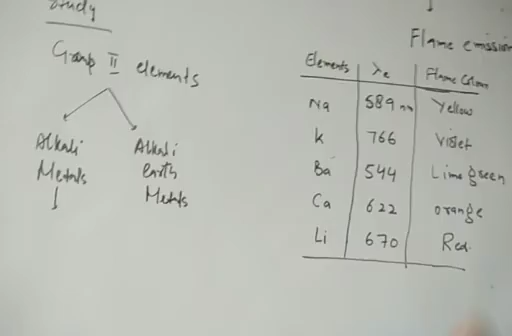 Study
Group II elements
Alkali Metals
Alkali earth Metals
Flame emission
Elements λe Flame Colour
Na 589 nm Yellow
K 766 Violet
Ba 544 Lime green
Ca 622 orange
Li 670 Red